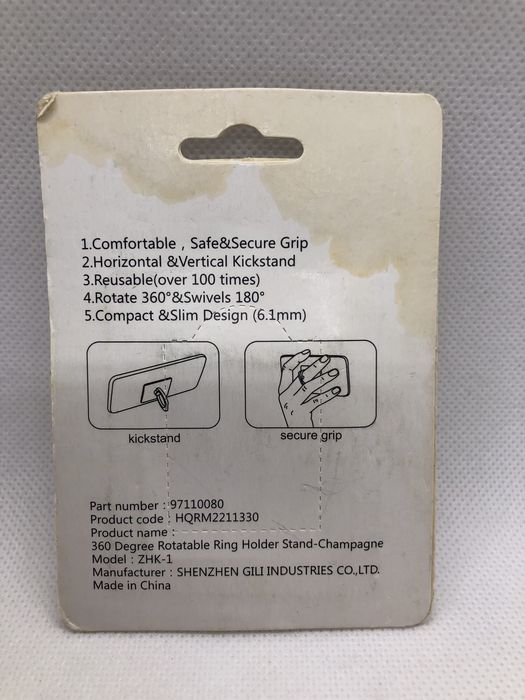 1.Comfortable , Safe&Secure Grip
2.Horizontal &Vertical Kickstand
3.Reusable(over 100 times)
4.Rotate 360°&Swivels 180°
5.Compact &Slim Design (6.1mm)
kickstand
secure grip
Part number : 97110080
Product code : HQRM2211330
Product name :
360 Degree Rotatable Ring Holder Stand-Champagne
Model : ZHK-1
Manufacturer : SHENZHEN GILI INDUSTRIES CO.,LTD.
Made in China